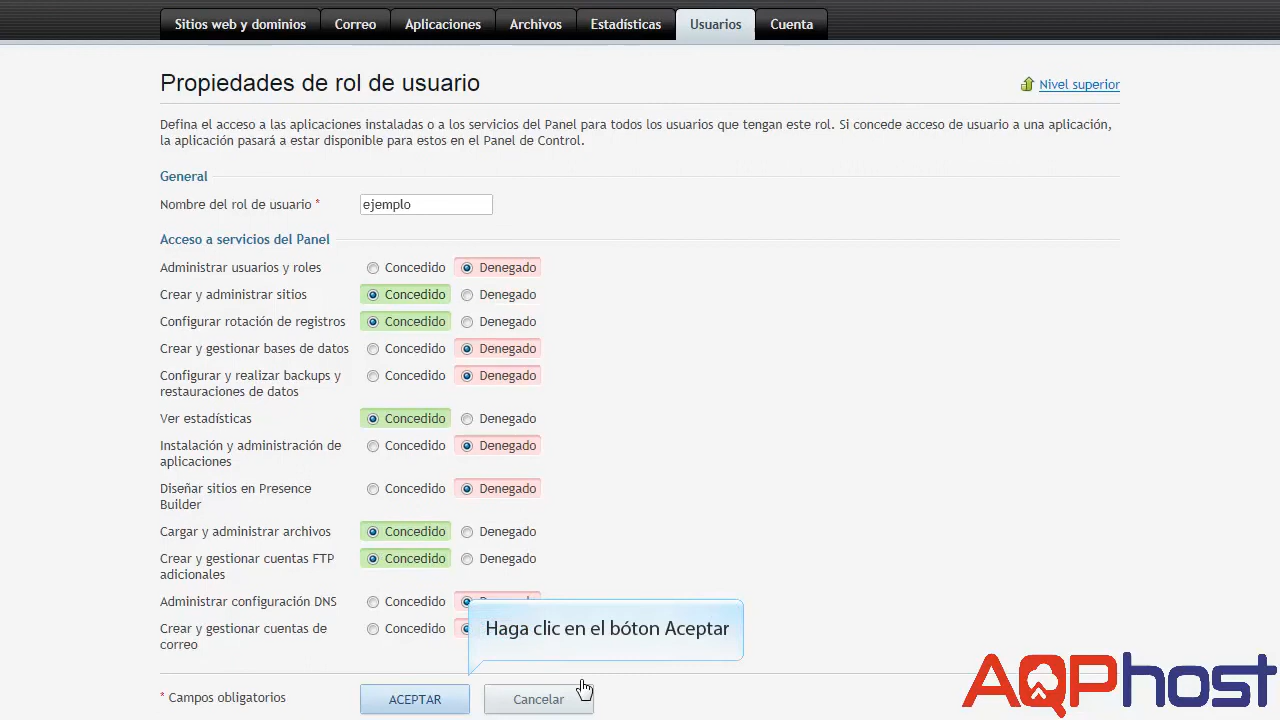 Sitios web y dominios Correo Aplicaciones Archivos Estadísticas Usuarios Cuenta
Propiedades de rol de usuario
Nivel superior
Defina el acceso a las aplicaciones instaladas o a los servicios del Panel para todos los usuarios que tengan este rol. Si concede acceso de usuario a una aplicación,
la aplicación pasará a estar disponible para estos en el Panel de Control.
General
Nombre del rol de usuario * ejemplo
Acceso a servicios del Panel
Administrar usuarios y roles Concedido Denegado
Crear y administrar sitios Concedido Denegado
Configurar rotación de registros Concedido Denegado
Crear y gestionar bases de datos Concedido Denegado
Configurar y realizar backups y Concedido Denegado
restauraciones de datos
Ver estadísticas Concedido Denegado
Instalación y administración de Concedido Denegado
aplicaciones
Diseñar sitios en Presence Concedido Denegado
Builder
Cargar y administrar archivos Concedido Denegado
Crear y gestionar cuentas FTP Concedido Denegado
adicionales
Administrar configuración DNS Concedido
Crear y gestionar cuentas de Concedido
correo
Haga clic en el bóton Aceptar
* Campos obligatorios ACEPTAR Cancelar
AQPhost